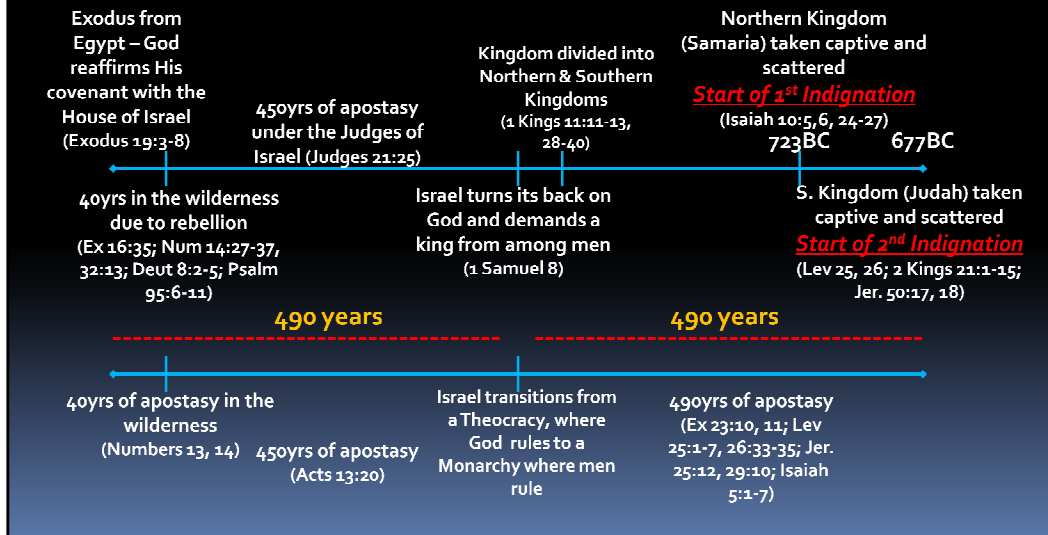 Exodus from
Egypt – God
reaffirms His
covenant with the
House of Israel
(Exodus 19:3-8)
450yrs of apostasy
under the Judges of
Israel (Judges 21:25)
Kingdom divided into
Northern & Southern
Kingdoms
(1 Kings 11:11-13,
28-40)
Northern Kingdom
(Samaria) taken captive and
scattered
Start of 1st Indignation
(Isaiah 10:5,6, 24-27)
723BC
677BC
40yrs in the wilderness
due to rebellion
(Ex 16:35; Num 14:27-37,
32:13; Deut 8:2-5; Psalm
95:6-11)
Israel turns its back on
God and demands a
king from among men
(1 Samuel 8)
S. Kingdom (Judah) taken
captive and scattered
Start of 2nd Indignation
(Lev 25, 26; 2 Kings 21:1-15;
Jer. 50:17, 18)
490 years
490 years
40yrs of apostasy in the
wilderness
(Numbers 13, 14)
450yrs of apostasy
(Acts 13:20)
Israel transitions from
a Theocracy, where
God rules to a
Monarchy where men
rule
490yrs of apostasy
(Ex 23:10, 11; Lev
25:1-7, 26:33-35; Jer.
25:12, 29:10; Isaiah
5:1-7)